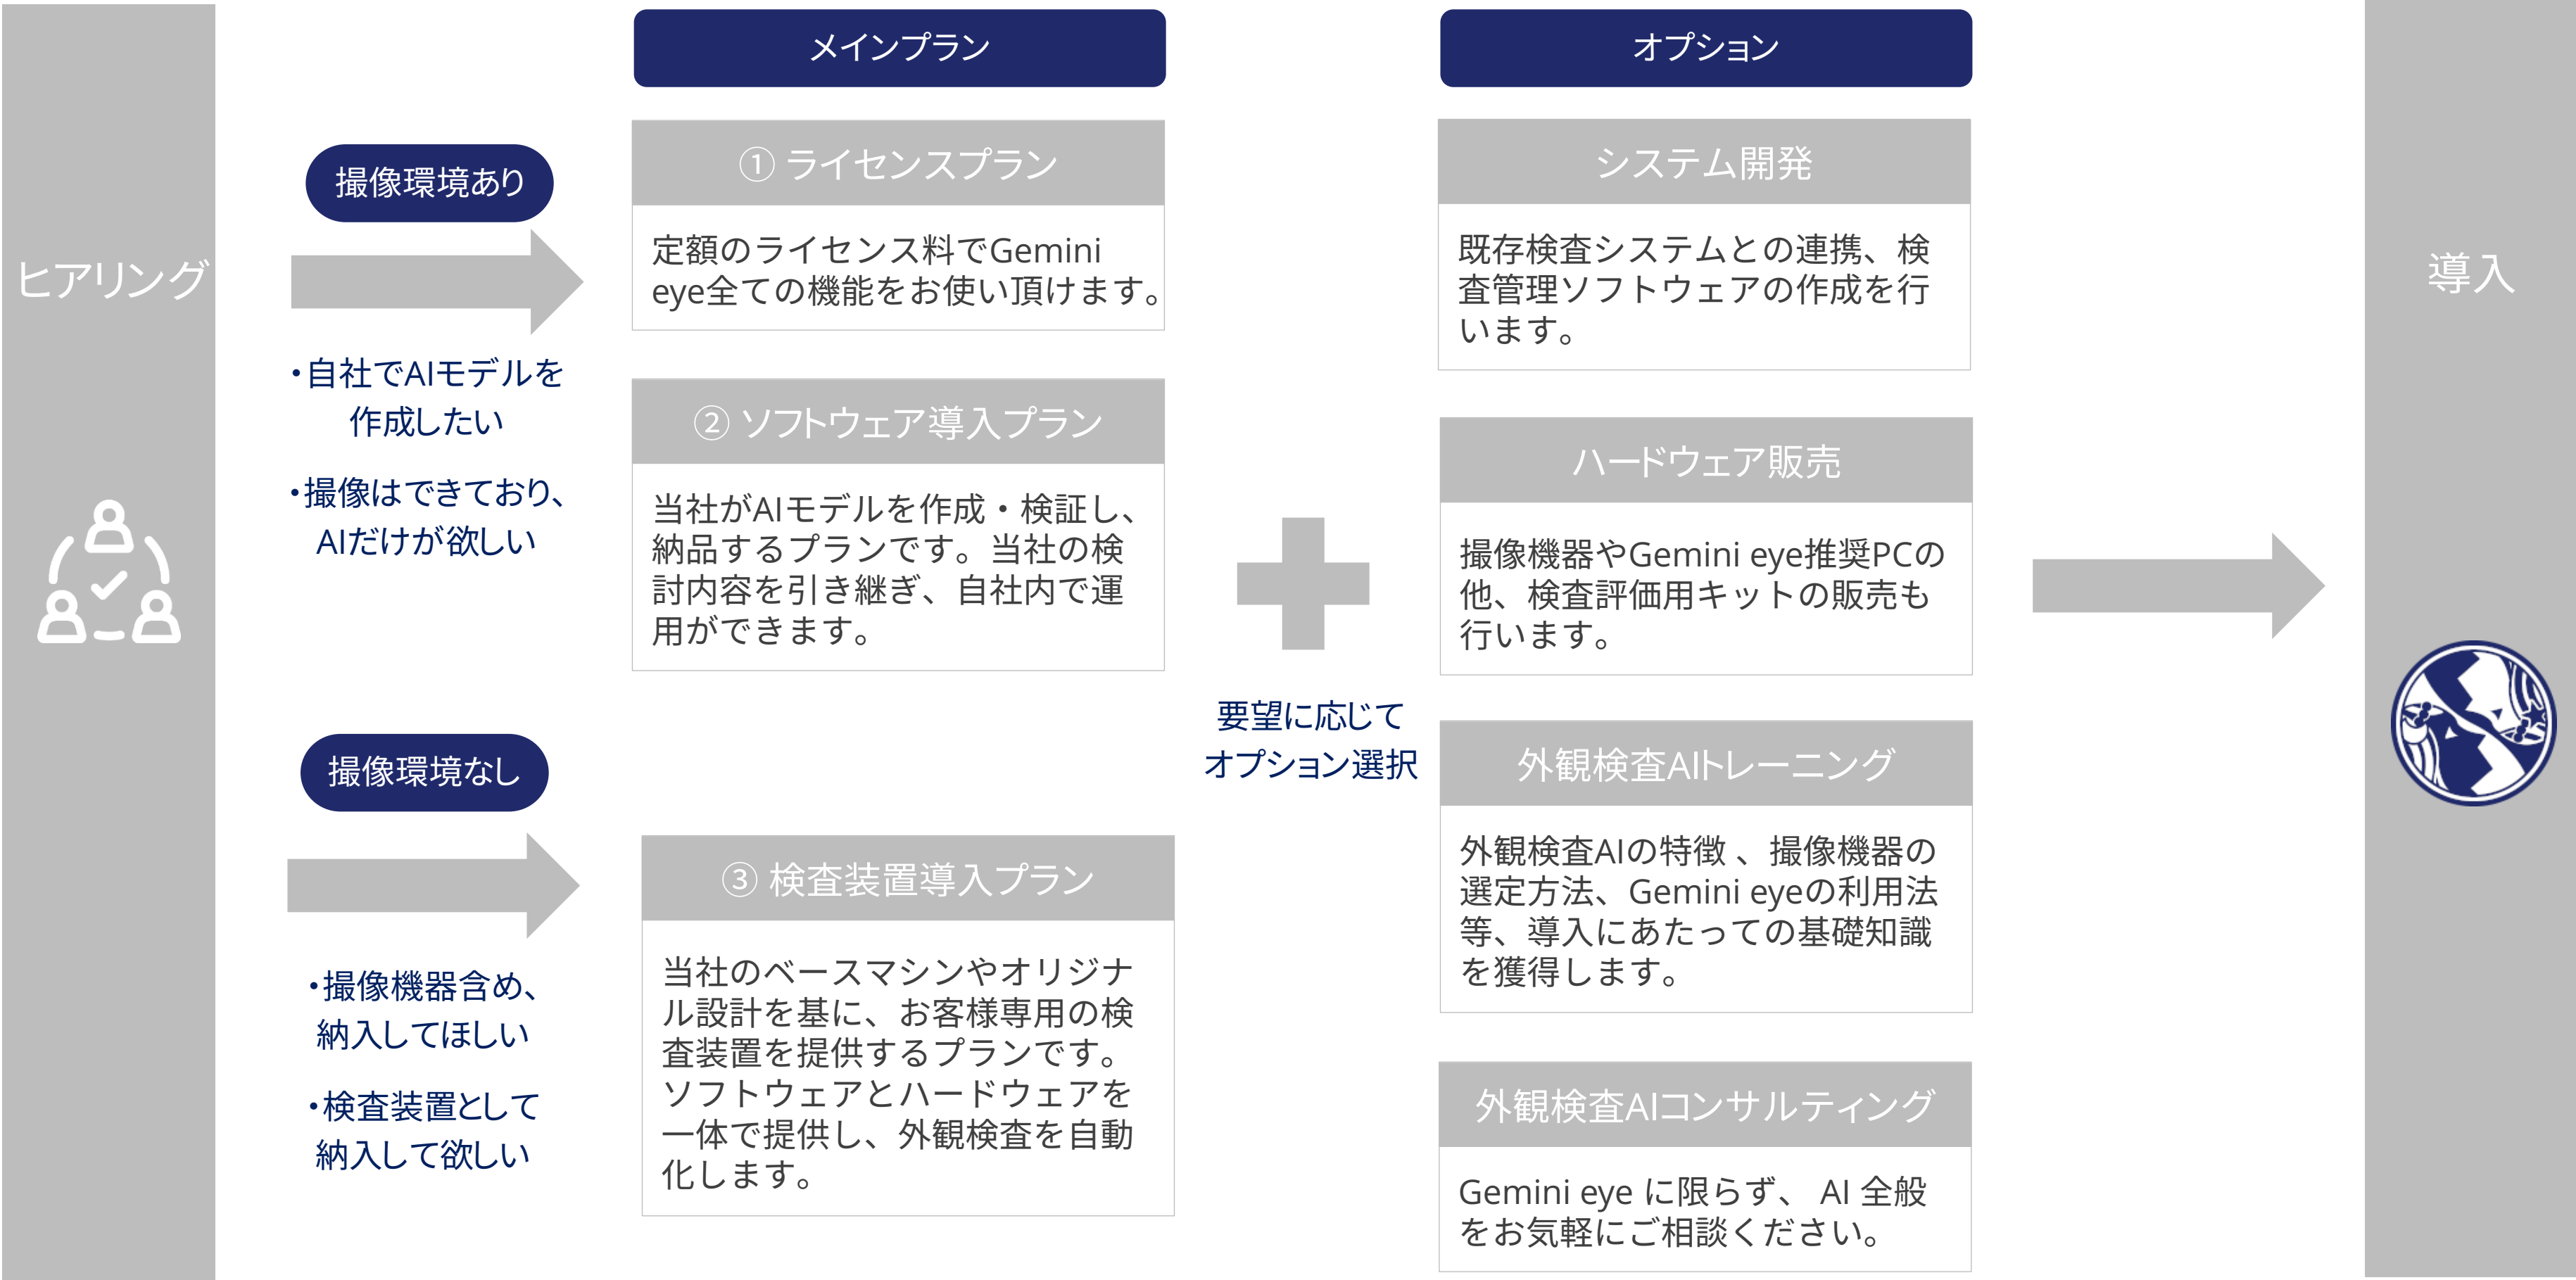 ヒアリング
撮像環境あり
・自社でAIモデルを
作成したい
・撮像はできており、
AIだけが欲しい
撮像環境なし
・撮像機器含め、
納入してほしい
・検査装置として
納入して欲しい
メインプラン
① ライセンスプラン
定額のライセンス料でGemini
eye全ての機能をお使い頂けます。
② ソフトウェア導入プラン
当社がAIモデルを作成・検証し、
納品するプランです。当社の検
討内容を引き継ぎ、自社内で運
用ができます。
③ 検査装置導入プラン
当社のベースマシンやオリジナ
ル設計を基に、お客様専用の検
査装置を提供するプランです。
ソフトウェアとハードウェアを
一体で提供し、外観検査を自動
化します。
要望に応じて
オプション選択
オプション
システム開発
既存検査システムとの連携、検
査管理ソフトウェアの作成を行
います。
ハードウェア販売
撮像機器やGemini eye推奨PCの
他、検査評価用キットの販売も
行います。
外観検査AIトレーニング
外観検査AIの特徴 、撮像機器の
選定方法、Gemini eyeの利用法
等、導入にあたっての基礎知識
を獲得します。
外観検査AIコンサルティング
Gemini eye に限らず、 AI 全般
をお気軽にご相談ください。
導入